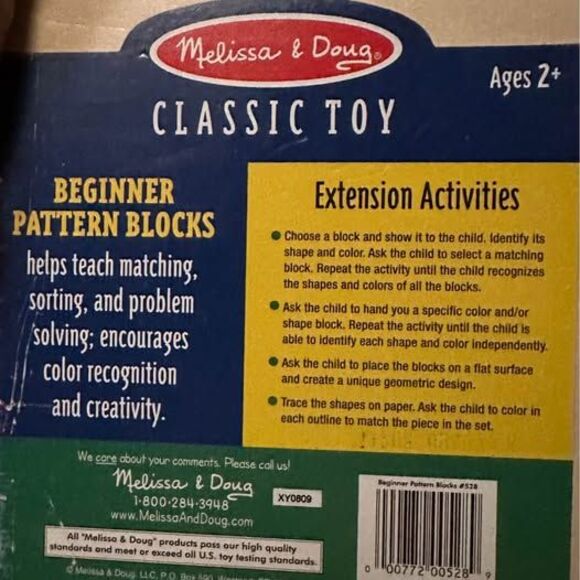 Melissa & Doug®
Ages 2+
CLASSIC TOY
BEGINNER
PATTERN BLOCKS
helps teach matching,
sorting, and problem
solving; encourages
color recognition
and creativity.
Extension Activities
● Choose a block and show it to the child. Identify its
shape and color. Ask the child to select a matching
block. Repeat the activity until the child recognizes
the shapes and colors of all the blocks.
● Ask the child to hand you a specific color and/or
shape block. Repeat the activity until the child is
able to identify each shape and color independently.
● Ask the child to place the blocks on a flat surface
and create a unique geometric design.
● Trace the shapes on paper. Ask the child to color in
each outline to match the piece in the set.
We care about your comments. Please call us!
Melissa & Doug
1-800-284-3948
www.MelissaAndDoug.com
XY0809
All "Melissa & Doug" products pass our high quality
standards and meet or exceed all U.S. toy testing standards.
© Melissa & Doug, LLC, P.O. Box
Beginner Pattern Blocks #528
0 00772 00528 9